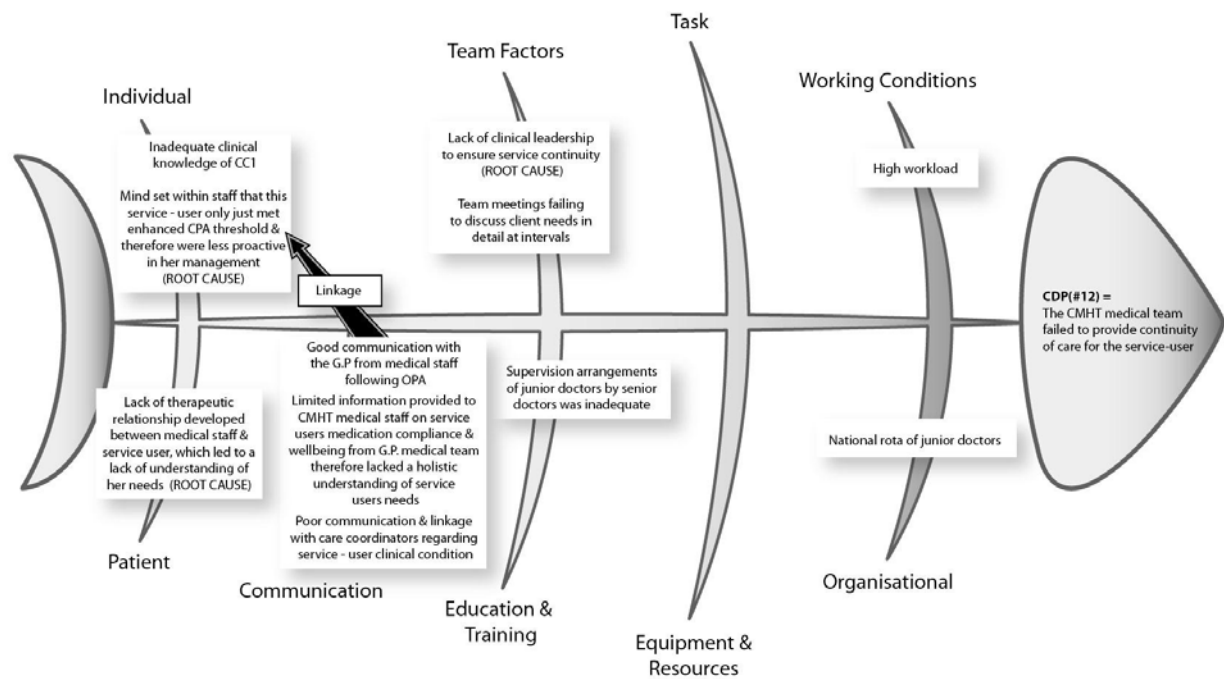 Task
Team Factors
Working Conditions
Individual
Inadequate clinical
knowledge of CC1
Mind set within staff that this
service - user only just met
enhanced CPA threshold &
therefore were less proactive
in her management
(ROOT CAUSE)
Lack of clinical leadership
to ensure service continuity
(ROOT CAUSE)
Team meetings failing
to discuss client needs in
detail at intervals
High workload
Linkage
CDP(#12) =
The CMHT medical team
failed to provide continuity
of care for the service-user
Lack of therapeutic
relationship developed
between medical staff &
service user, which led to a
lack of understanding of
her needs (ROOT CAUSE)
Good communication with
the G.P from medical staff
following OPA
Limited information provided to
CMHT medical staff on service
users medication compliance &
wellbeing from G.P. medical team
therefore lacked a holistic
understanding of service
users needs
Poor communication & linkage
with care coordinators regarding
service - user clinical condition
Supervision arrangements
of junior doctors by senior
doctors was inadequate
National rota of junior doctors
Patient
Communication
Education &
Training
Equipment &
Resources
Organisational